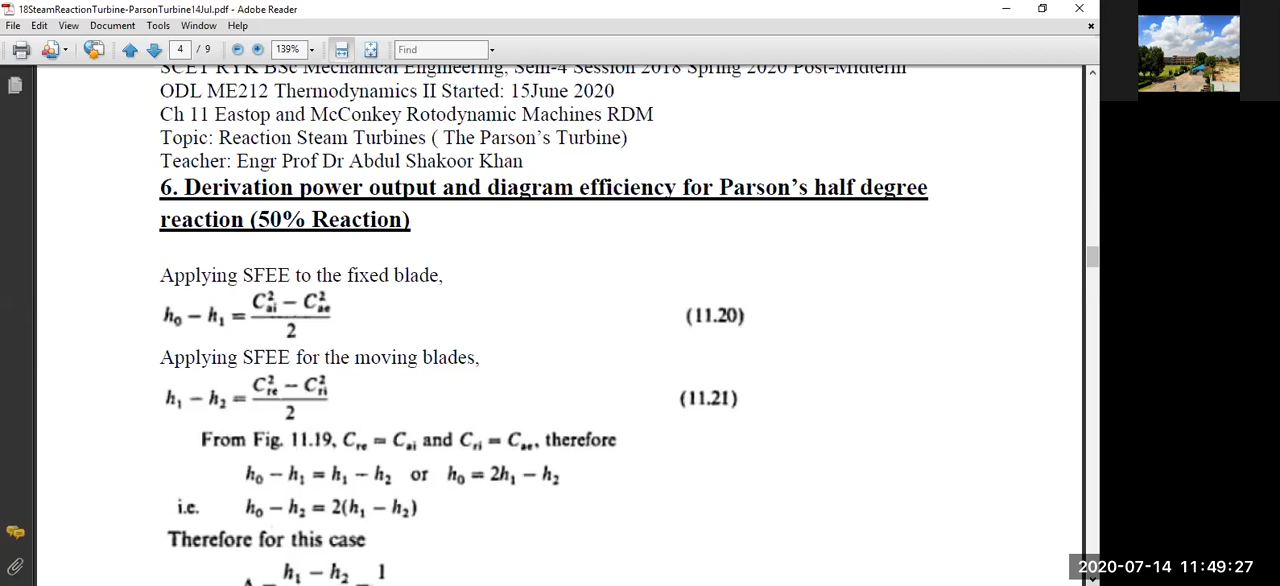 18SteamReactionTurbine-ParsonTurbine14Jul.pdf - Adobe Reader
File Edit View Document Tools Window Help
4 / 9 139% Find
SCET RYK BSc Mechanical Engineering, Sem-4 Session 2018 Spring 2020 Post-Midterm
ODL ME212 Thermodynamics II Started: 15June 2020
Ch 11 Eastop and McConkey Rotodynamic Machines RDM
Topic: Reaction Steam Turbines ( The Parson's Turbine)
Teacher: Engr Prof Dr Abdul Shakoor Khan
6. Derivation power output and diagram efficiency for Parson's half degree
reaction (50% Reaction)
Applying SFEE to the fixed blade,
h₀ − h₁ = (C²ₐᵢ − C²ₐₑ)/2 (11.20)
Applying SFEE for the moving blades,
h₁ − h₂ = (C²ᵣₑ − C²ᵣᵢ)/2 (11.21)
From Fig. 11.19, Cᵣₑ = Cₐᵢ and Cᵣᵢ = Cₐₑ, therefore
h₀ − h₁ = h₁ − h₂ or h₀ = 2h₁ − h₂
i.e. h₀ − h₂ = 2(h₁ − h₂)
Therefore for this case
h₁ − h₂ 1
2020-07-14 11:49:27